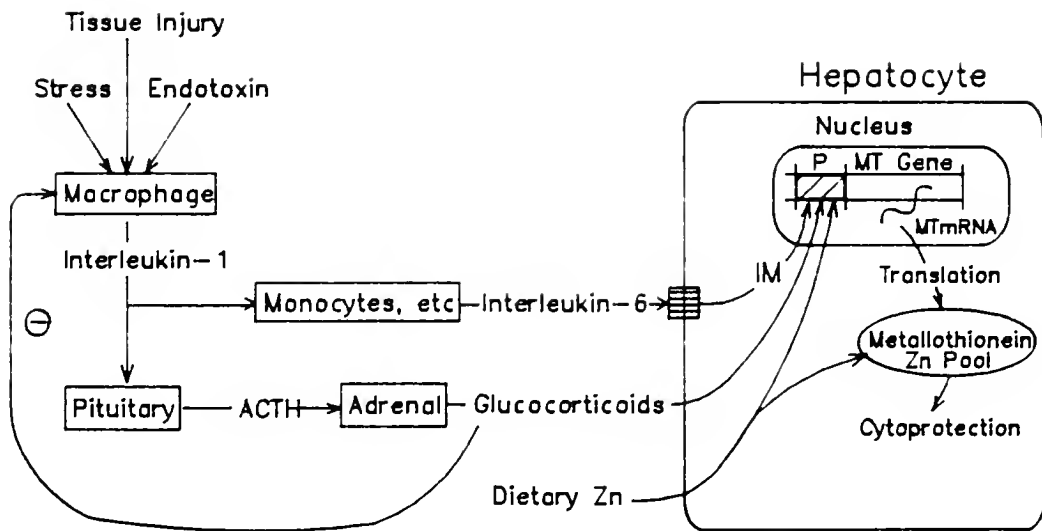 Tissue Injury
Stress
Endotoxin
Macrophage
Interleukin-1
Monocytes, etc
Interleukin-6
Pituitary
ACTH
Adrenal
Glucocorticoids
Dietary Zn
Hepatocyte
Nucleus
P
MT Gene
MTmRNA
IM
Translation
Metallothionein
Zn Pool
Cytoprotection